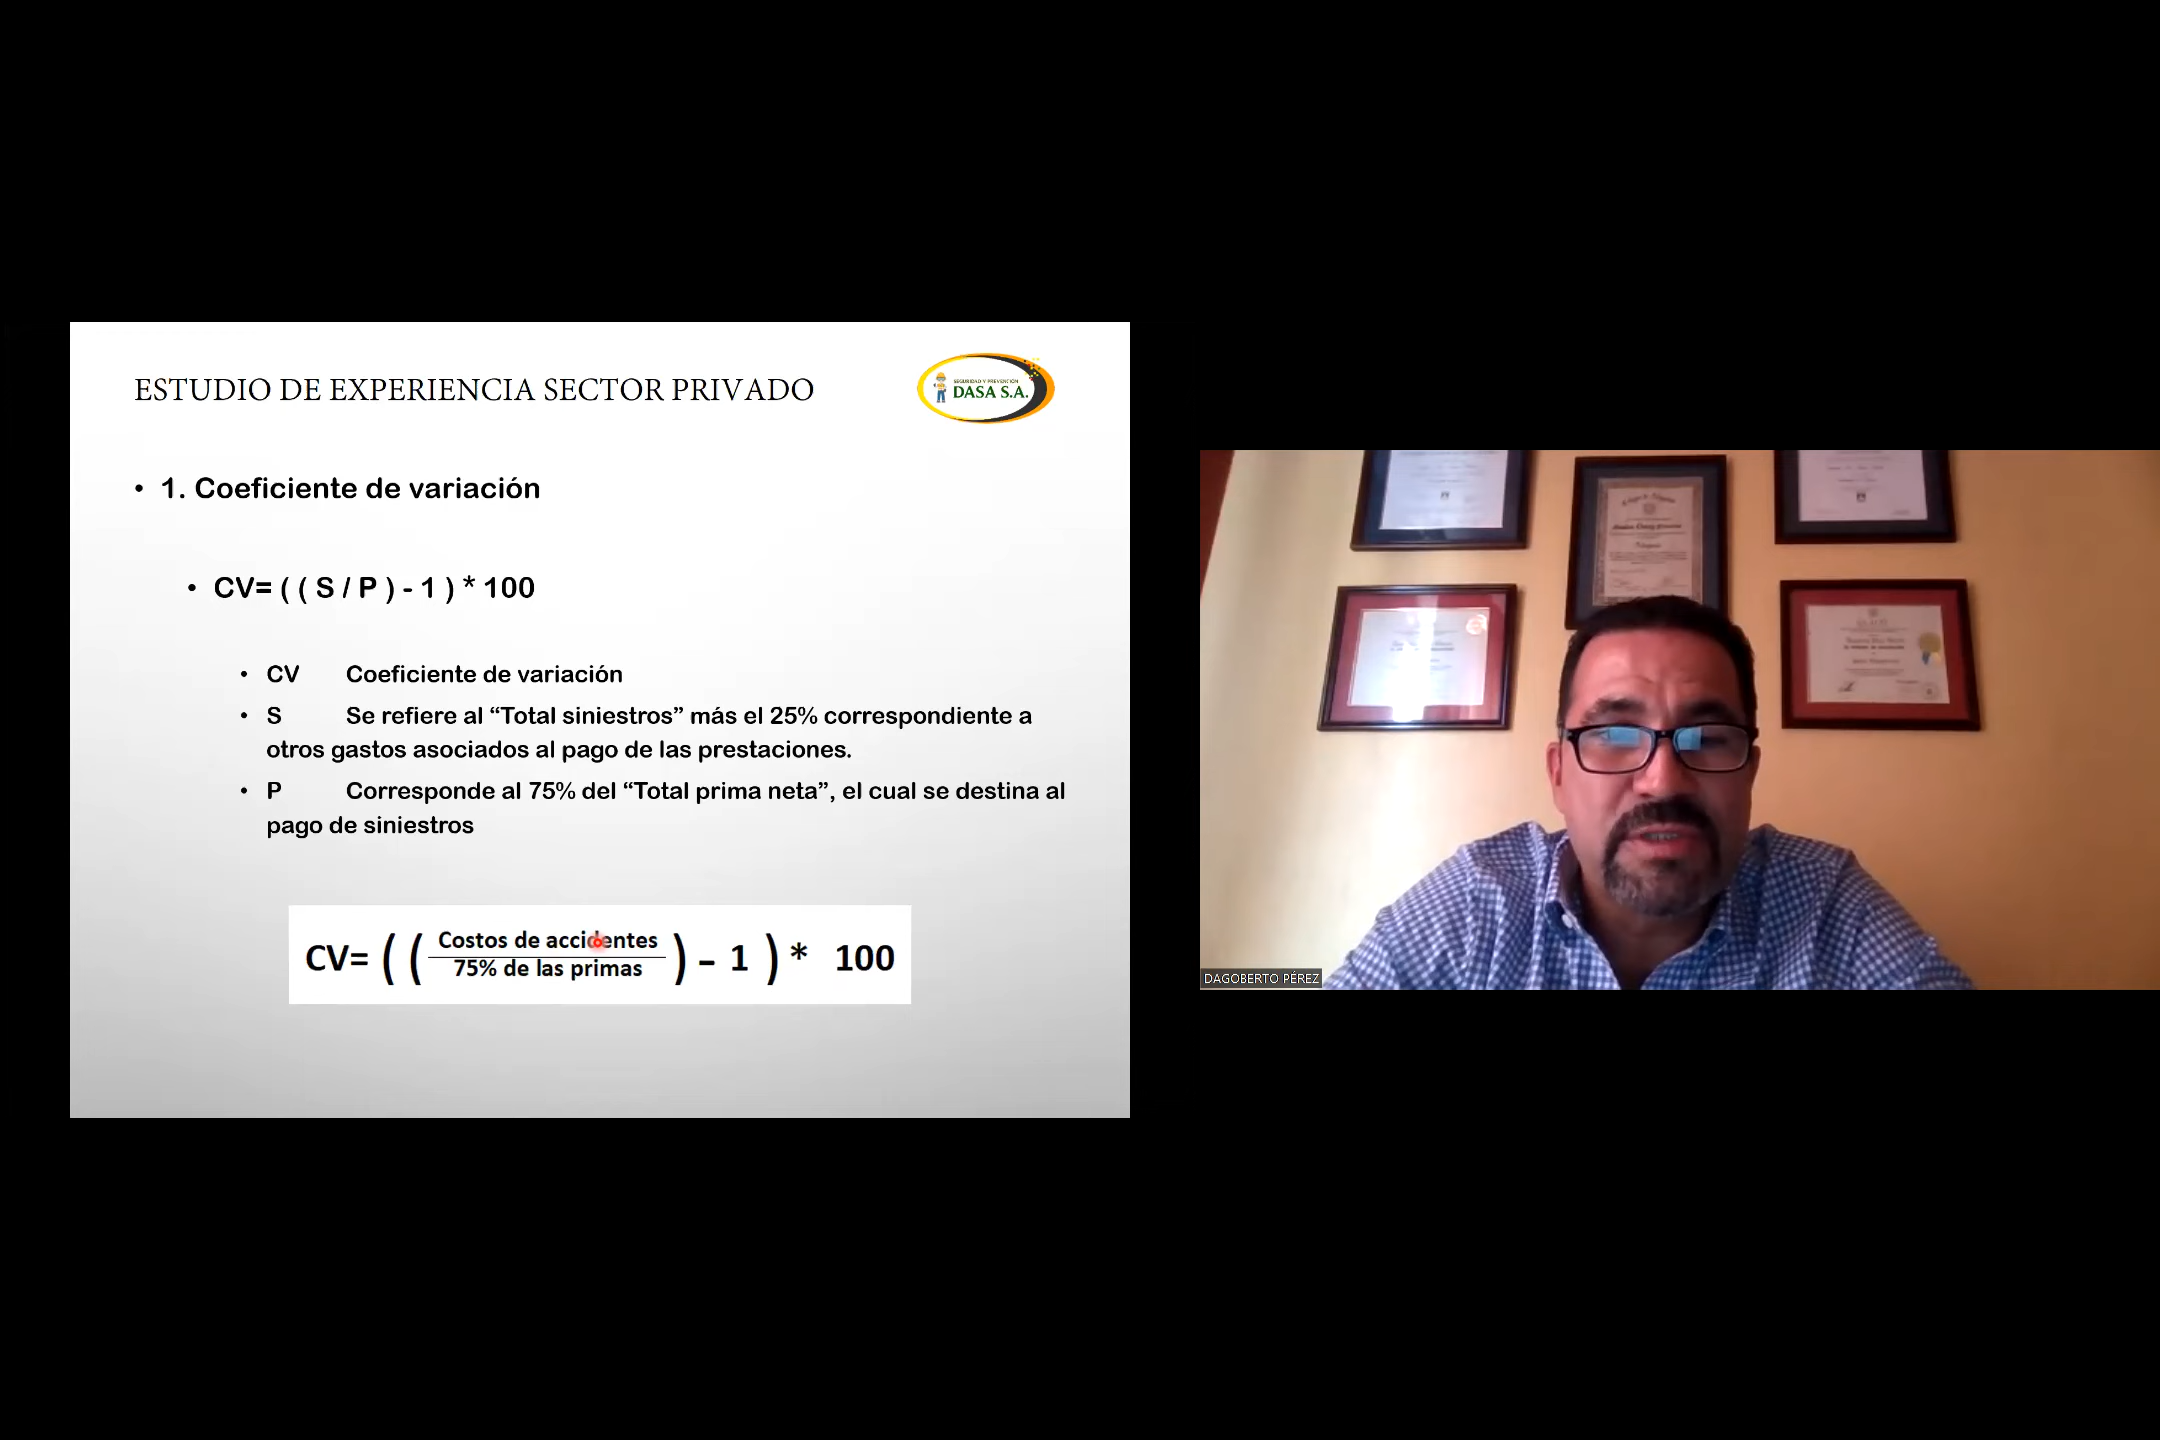 ESTUDIO DE EXPERIENCIA SECTOR PRIVADO
SEGURIDAD Y PREVENCIÓN
DASA S.A.
• 1. Coeficiente de variación
• CV= ( ( S / P ) - 1 ) * 100
• CV Coeficiente de variación
• S Se refiere al “Total siniestros” más el 25% correspondiente a
otros gastos asociados al pago de las prestaciones.
• P Corresponde al 75% del “Total prima neta”, el cual se destina al
pago de siniestros
CV= ( ( Costos de accidentes
75% de las primas ) - 1 ) * 100
DAGOBERTO PÉREZ